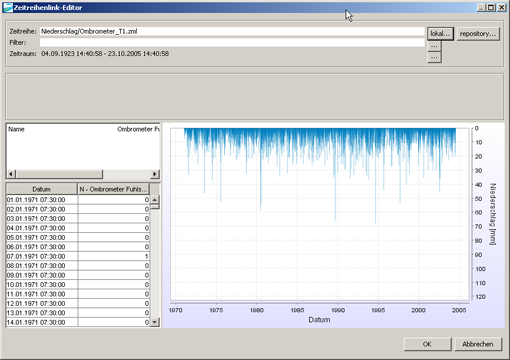 Zeitreihenlink-Editor
Zeitreihe: Niederschlag/Ombrometer_T1.zml lokal... repository...
Filter: ...
Zeitraum: 04.09.1923 14:40:58 - 23.10.2005 14:40:58 ...
Name Ombrometer Fu
Datum N - Ombrometer Fuhls...
01.01.1971 07:30:00 0
02.01.1971 07:30:00 0
03.01.1971 07:30:00 0
04.01.1971 07:30:00 0
05.01.1971 07:30:00 0
06.01.1971 07:30:00 0
07.01.1971 07:30:00 1
08.01.1971 07:30:00 0
09.01.1971 07:30:00 0
10.01.1971 07:30:00 0
11.01.1971 07:30:00 0
12.01.1971 07:30:00 0
13.01.1971 07:30:00 0
14.01.1971 07:30:00 0
0
10
20
30
40
50
60
70
80
90
100
110
120
Niederschlag [mm]
1970 1975 1980 1985 1990 1995 2000 2005
Datum
OK Abbrechen